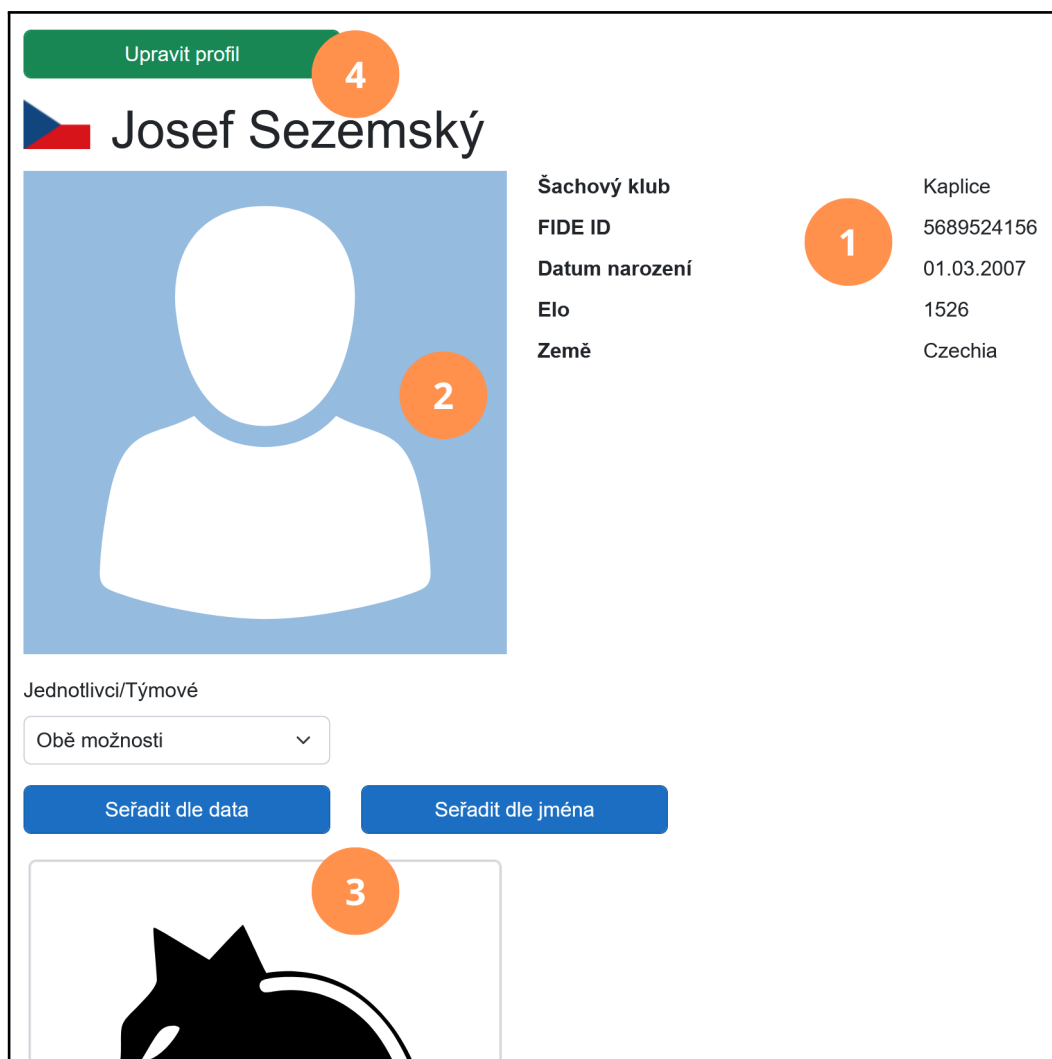 Upravit profil
4
Josef Sezemský
Šachový klub Kaplice
FIDE ID 5689524156
1
Datum narození 01.03.2007
Elo 1526
Země Czechia
2
Jednotlivci/Týmové
Obě možnosti
Seřadit dle data Seřadit dle jména
3